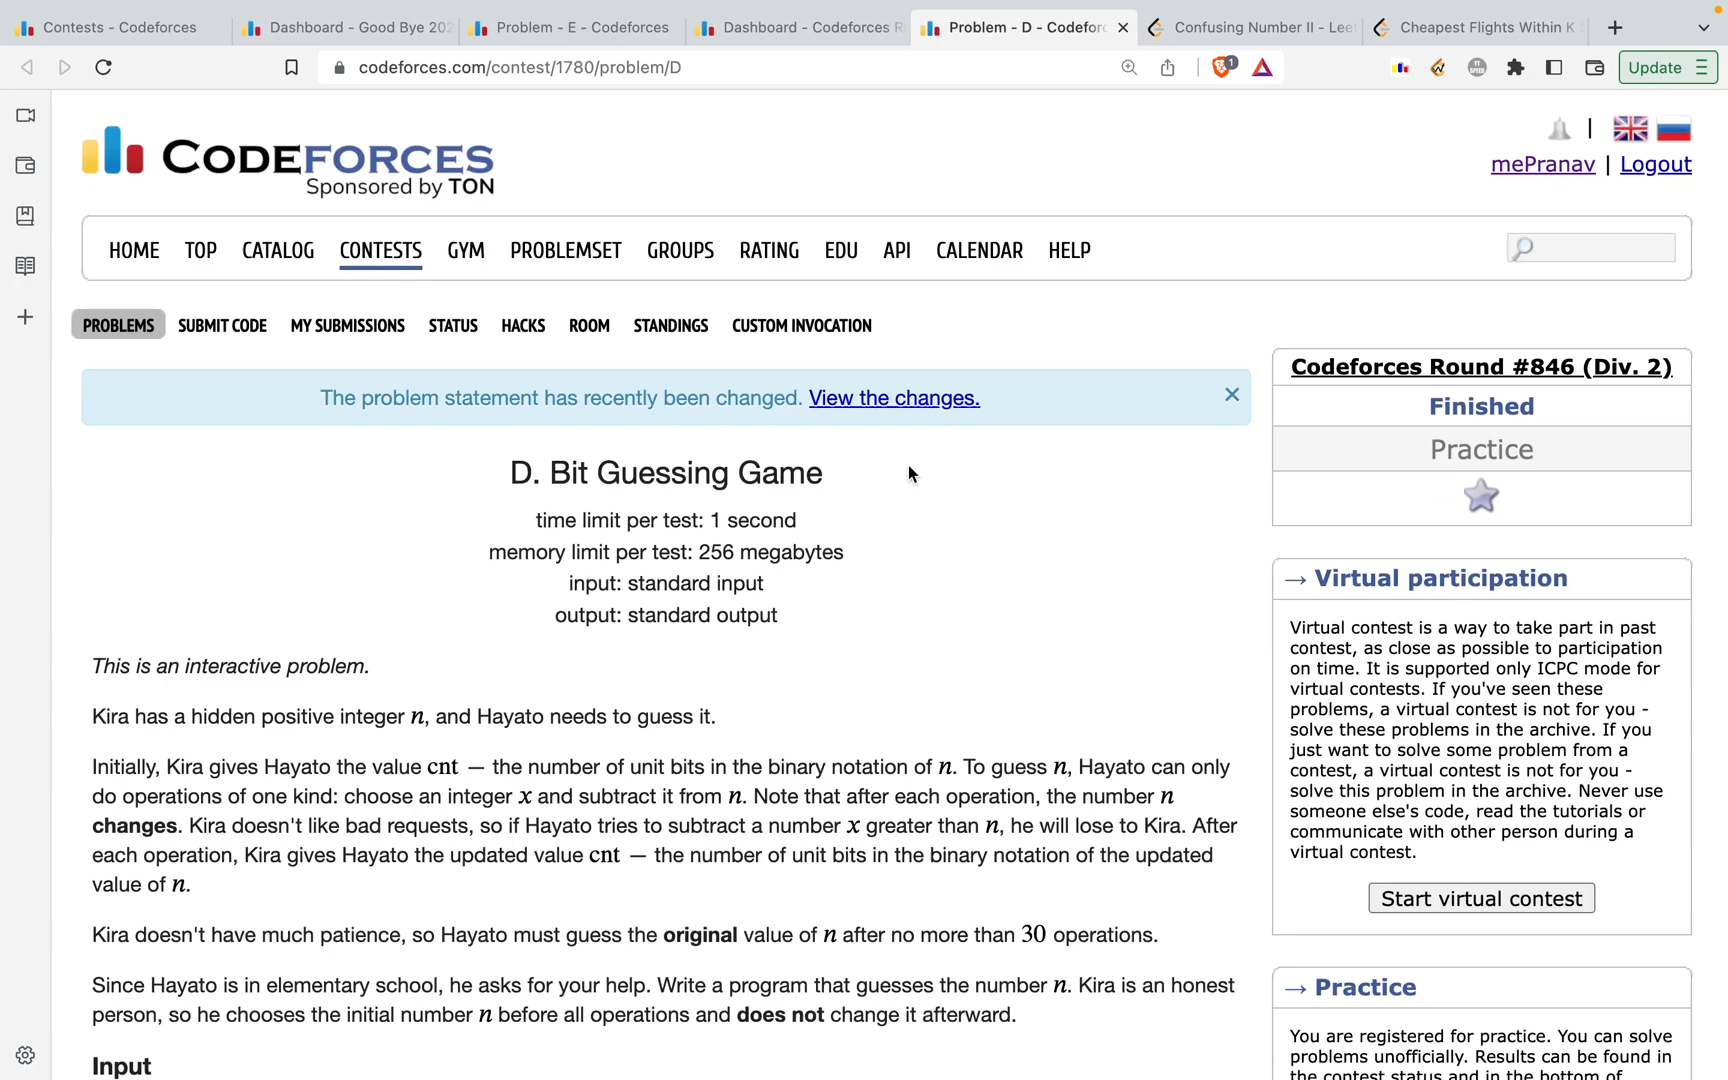 Contests - Codeforces
Dashboard - Good Bye 202
Problem - E - Codeforces
Dashboard - Codeforces R
Problem - D - Codeforc
Confusing Number II - Leet
Cheapest Flights Within K S
codeforces.com/contest/1780/problem/D
1
Update
CODEFORCES
Sponsored by TON
mePranav | Logout
HOME TOP CATALOG CONTESTS GYM PROBLEMSET GROUPS RATING EDU API CALENDAR HELP
PROBLEMS SUBMIT CODE MY SUBMISSIONS STATUS HACKS ROOM STANDINGS CUSTOM INVOCATION
The problem statement has recently been changed. View the changes.
D. Bit Guessing Game
time limit per test: 1 second
memory limit per test: 256 megabytes
input: standard input
output: standard output
This is an interactive problem.
Kira has a hidden positive integer n, and Hayato needs to guess it.
Initially, Kira gives Hayato the value cnt — the number of unit bits in the binary notation of n. To guess n, Hayato can only
do operations of one kind: choose an integer x and subtract it from n. Note that after each operation, the number n
changes. Kira doesn't like bad requests, so if Hayato tries to subtract a number x greater than n, he will lose to Kira. After
each operation, Kira gives Hayato the updated value cnt — the number of unit bits in the binary notation of the updated
value of n.
Kira doesn't have much patience, so Hayato must guess the original value of n after no more than 30 operations.
Since Hayato is in elementary school, he asks for your help. Write a program that guesses the number n. Kira is an honest
person, so he chooses the initial number n before all operations and does not change it afterward.
Input
Codeforces Round #846 (Div. 2)
Finished
Practice
→ Virtual participation
Virtual contest is a way to take part in past
contest, as close as possible to participation
on time. It is supported only ICPC mode for
virtual contests. If you've seen these
problems, a virtual contest is not for you -
solve these problems in the archive. If you
just want to solve some problem from a
contest, a virtual contest is not for you -
solve this problem in the archive. Never use
someone else's code, read the tutorials or
communicate with other person during a
virtual contest.
Start virtual contest
→ Practice
You are registered for practice. You can solve
problems unofficially. Results can be found in
the contest status and in the bottom of